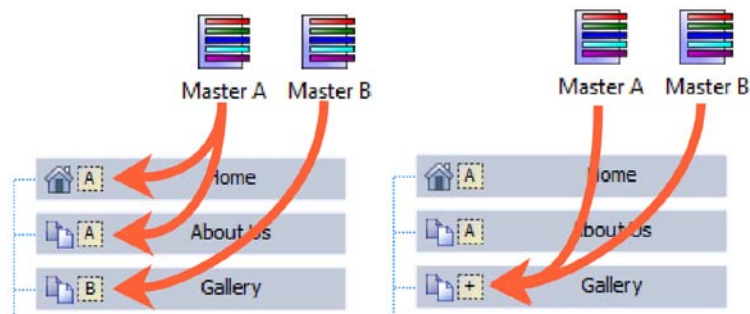 Master A Master B
A Home
A About Us
B Gallery
Master A Master B
A Home
A About Us
+ Gallery